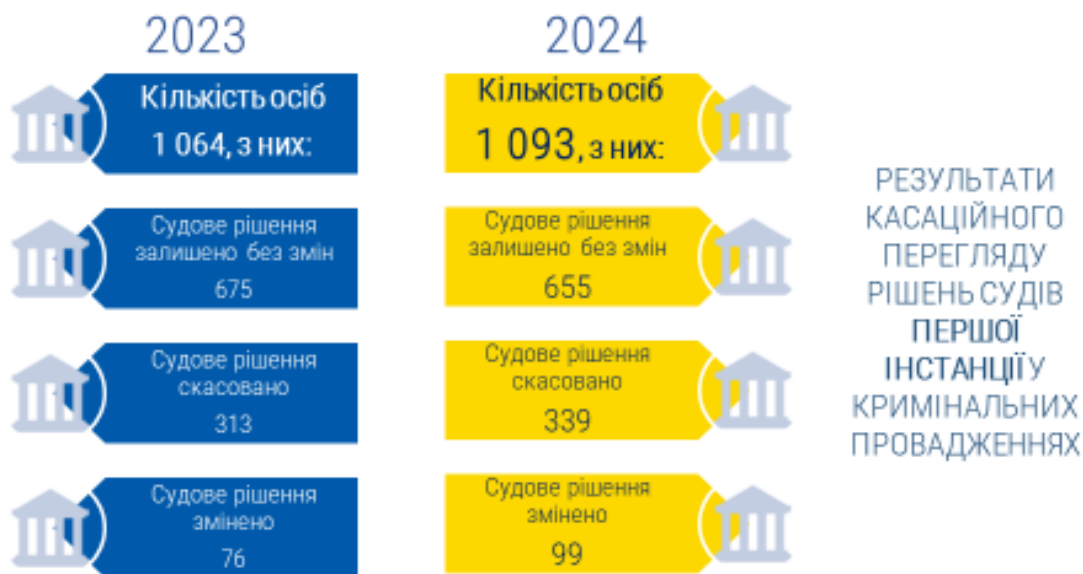 2023
Кількість осіб
1 064, з них:
Судове рішення
залишено без змін
675
Судове рішення
скасовано
313
Судове рішення
змінено
76
2024
Кількість осіб
1 093, з них:
Судове рішення
залишено без змін
655
Судове рішення
скасовано
339
Судове рішення
змінено
99
РЕЗУЛЬТАТИ
КАСАЦІЙНОГО
ПЕРЕГЛЯДУ
РІШЕНЬ СУДІВ
ПЕРШОЇ
ІНСТАНЦІЇ У
КРИМІНАЛЬНИХ
ПРОВАДЖЕННЯХ